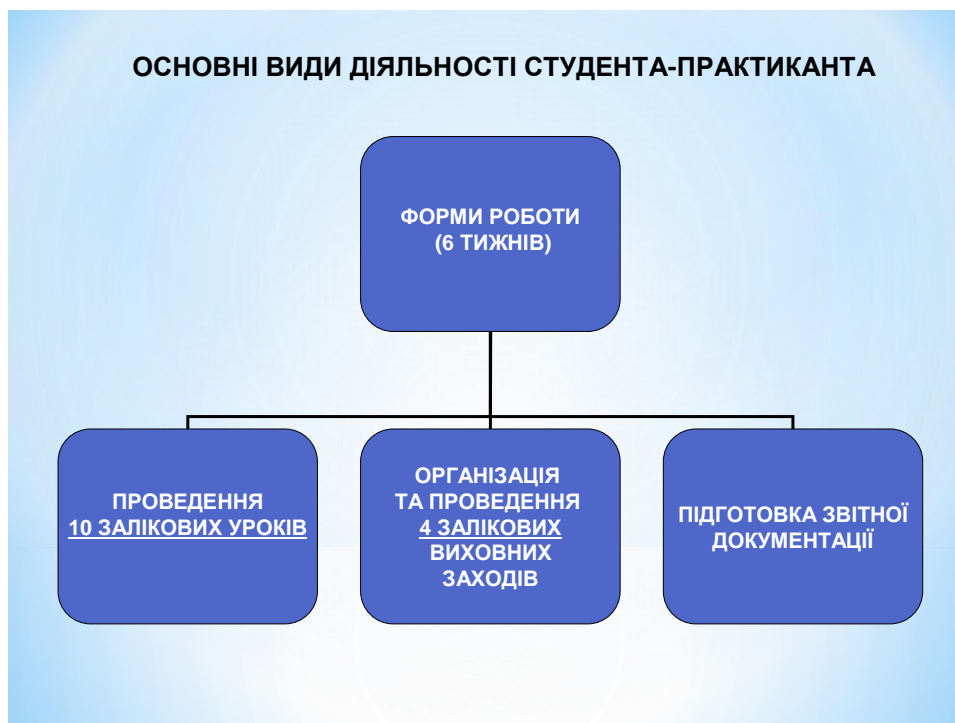 ОСНОВНІ ВИДИ ДІЯЛЬНОСТІ СТУДЕНТА-ПРАКТИКАНТА
ФОРМИ РОБОТИ
(6 ТИЖНІВ)
ПРОВЕДЕННЯ
10 ЗАЛІКОВИХ УРОКІВ
ОРГАНІЗАЦІЯ
ТА ПРОВЕДЕННЯ
4 ЗАЛІКОВИХ
ВИХОВНИХ
ЗАХОДІВ
ПІДГОТОВКА ЗВІТНОЇ
ДОКУМЕНТАЦІЇ